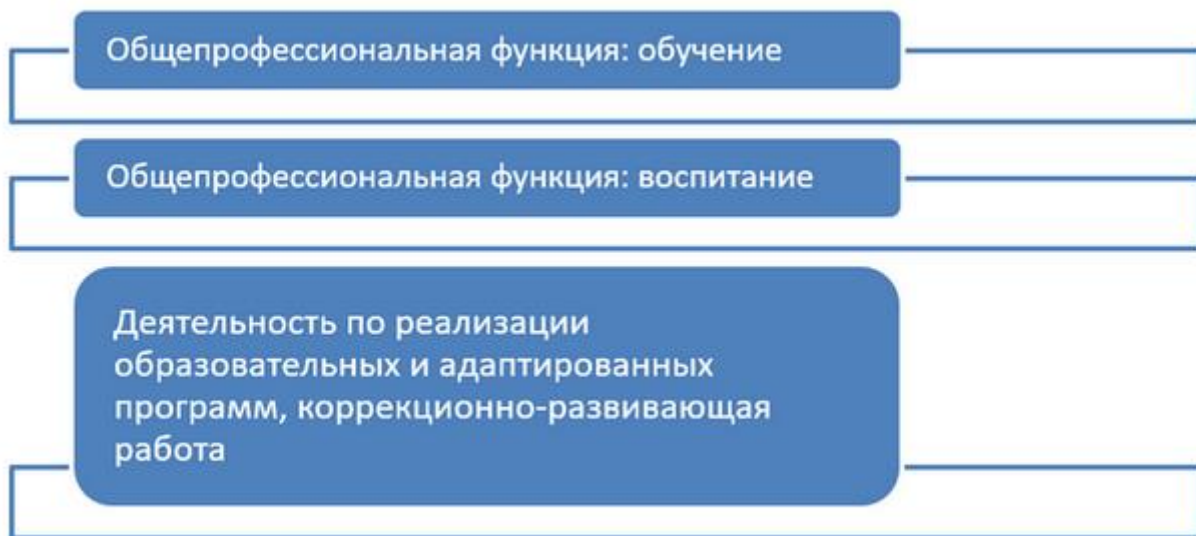 Общепрофессиональная функция: обучение
Общепрофессиональная функция: воспитание
Деятельность по реализации
образовательных и адаптированных
программ, коррекционно-развивающая
работа